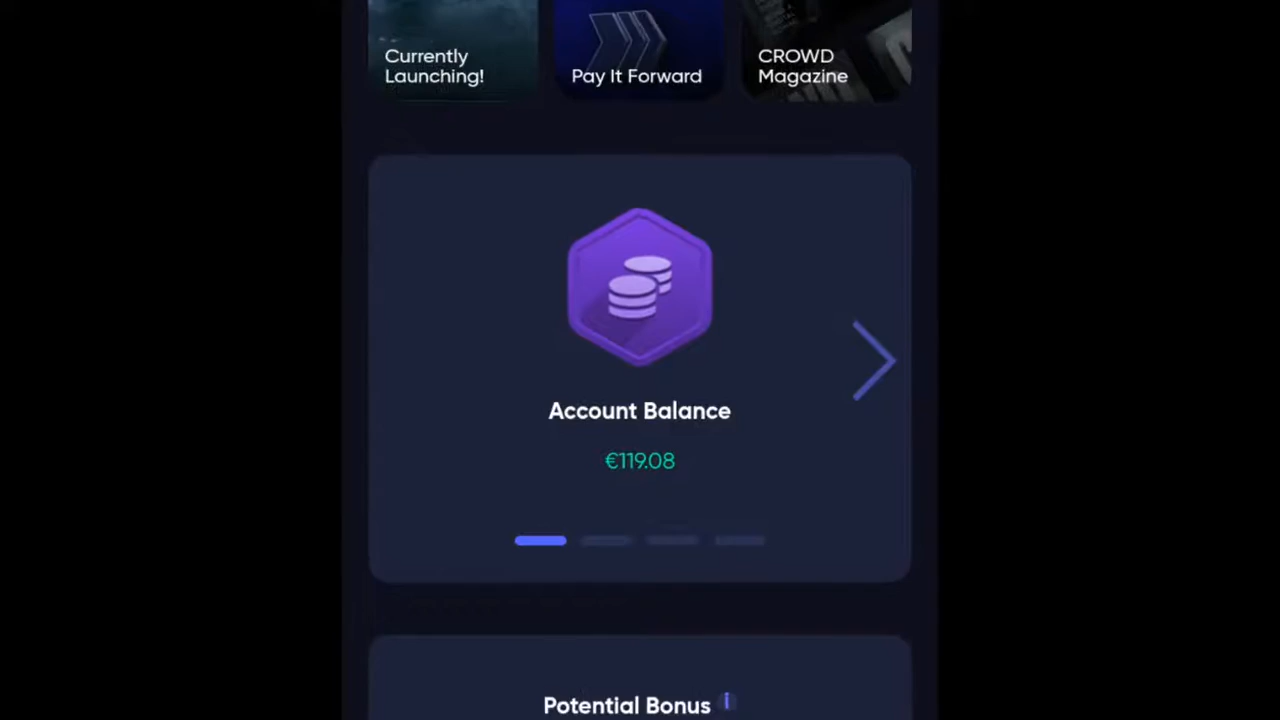 Currently
Launching!
Pay It Forward
CROWD
Magazine
Account Balance
€119.08
Potential Bonus i